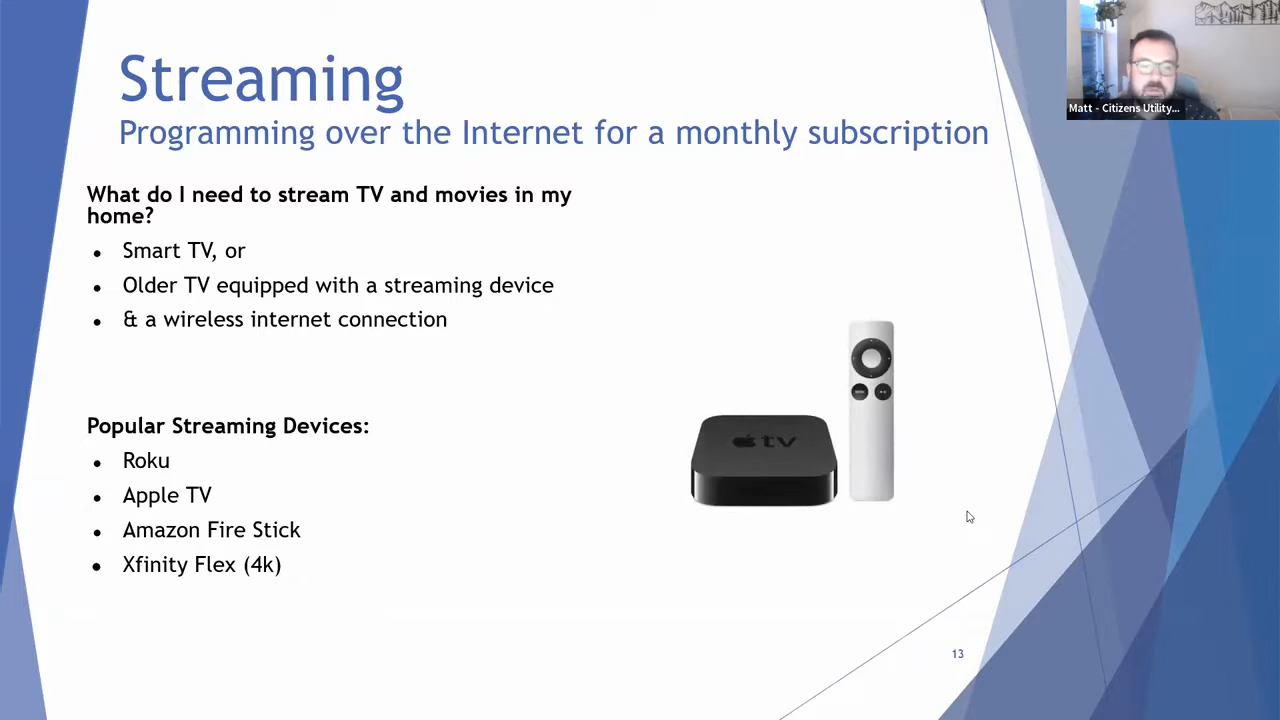 Streaming
Programming over the Internet for a monthly subscription
Matt - Citizens Utility...
What do I need to stream TV and movies in my
home?
• Smart TV, or
• Older TV equipped with a streaming device
• & a wireless internet connection
Popular Streaming Devices:
• Roku
• Apple TV
• Amazon Fire Stick
• Xfinity Flex (4k)
tv
13